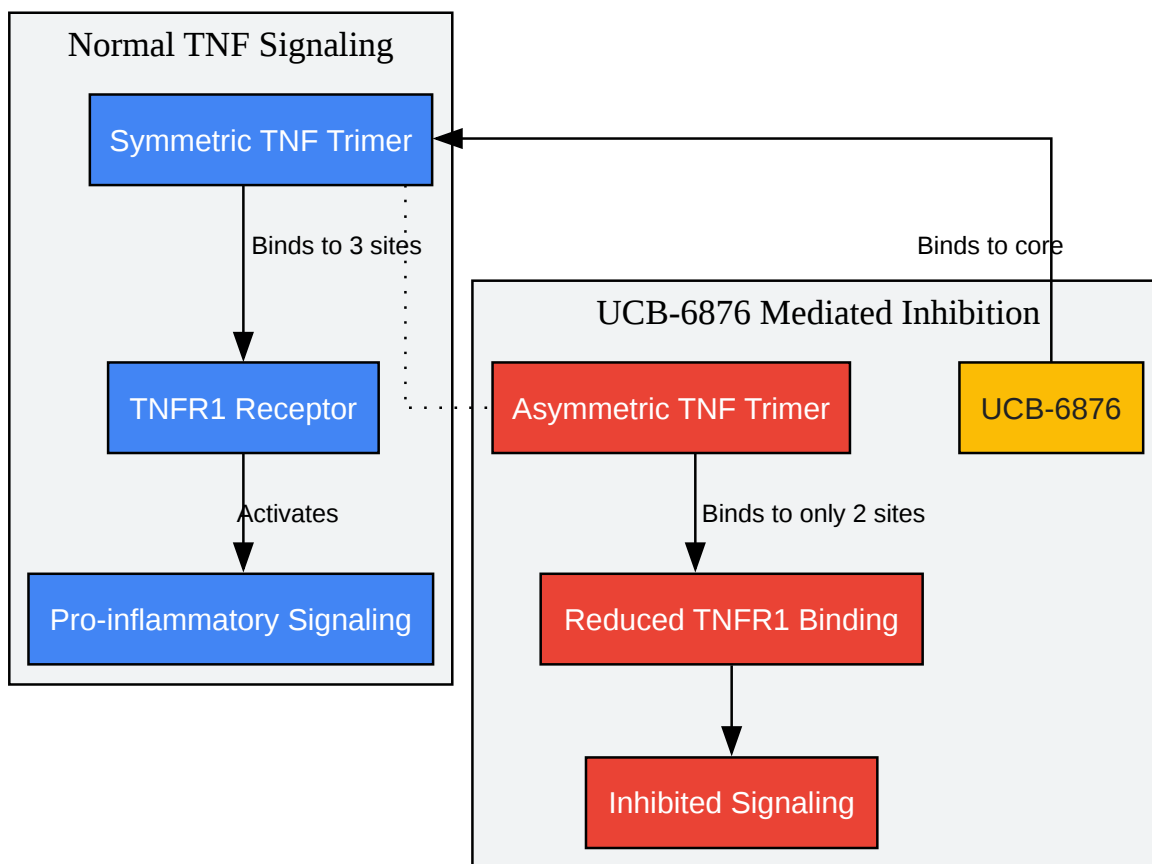 Normal TNF Signaling
Symmetric TNF Trimer
Binds to 3 sites
TNFR1 Receptor
Activates
Pro-inflammatory Signaling
Binds to core
UCB-6876 Mediated Inhibition
Asymmetric TNF Trimer
UCB-6876
Binds to only 2 sites
Reduced TNFR1 Binding
Inhibited Signaling